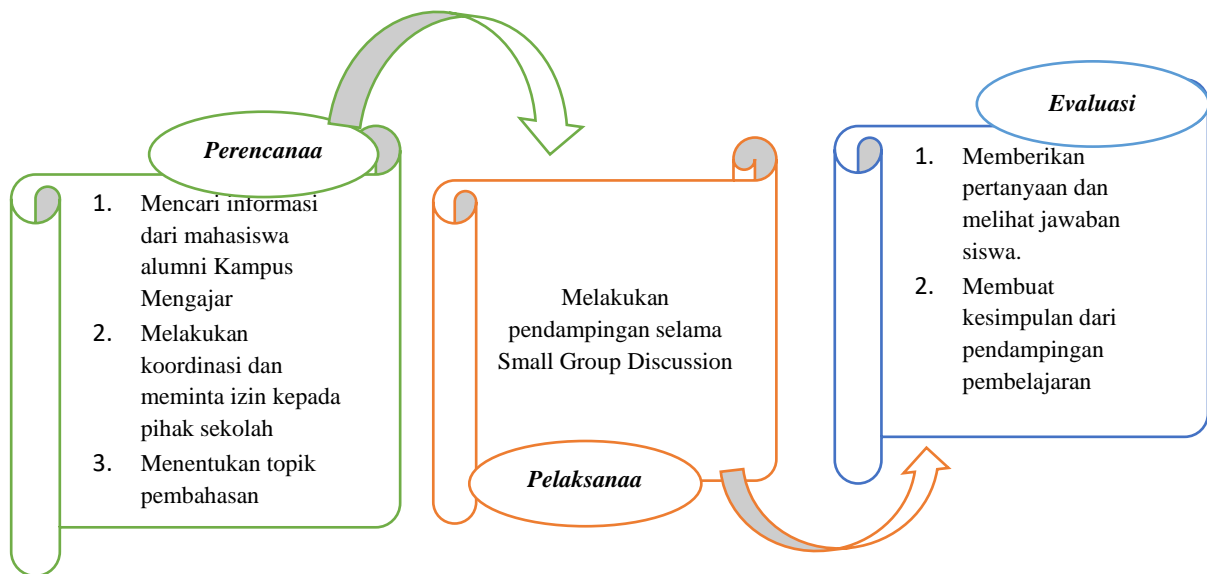 Perencanaa
1. Mencari informasi
dari mahasiswa
alumni Kampus
Mengajar
2. Melakukan
koordinasi dan
meminta izin kepada
pihak sekolah
3. Menentukan topik
pembahasan
Melakukan
pendampingan selama
Small Group Discussion
Pelaksanaa
Evaluasi
1. Memberikan
pertanyaan dan
melihat jawaban
siswa.
2. Membuat
kesimpulan dari
pendampingan
pembelajaran